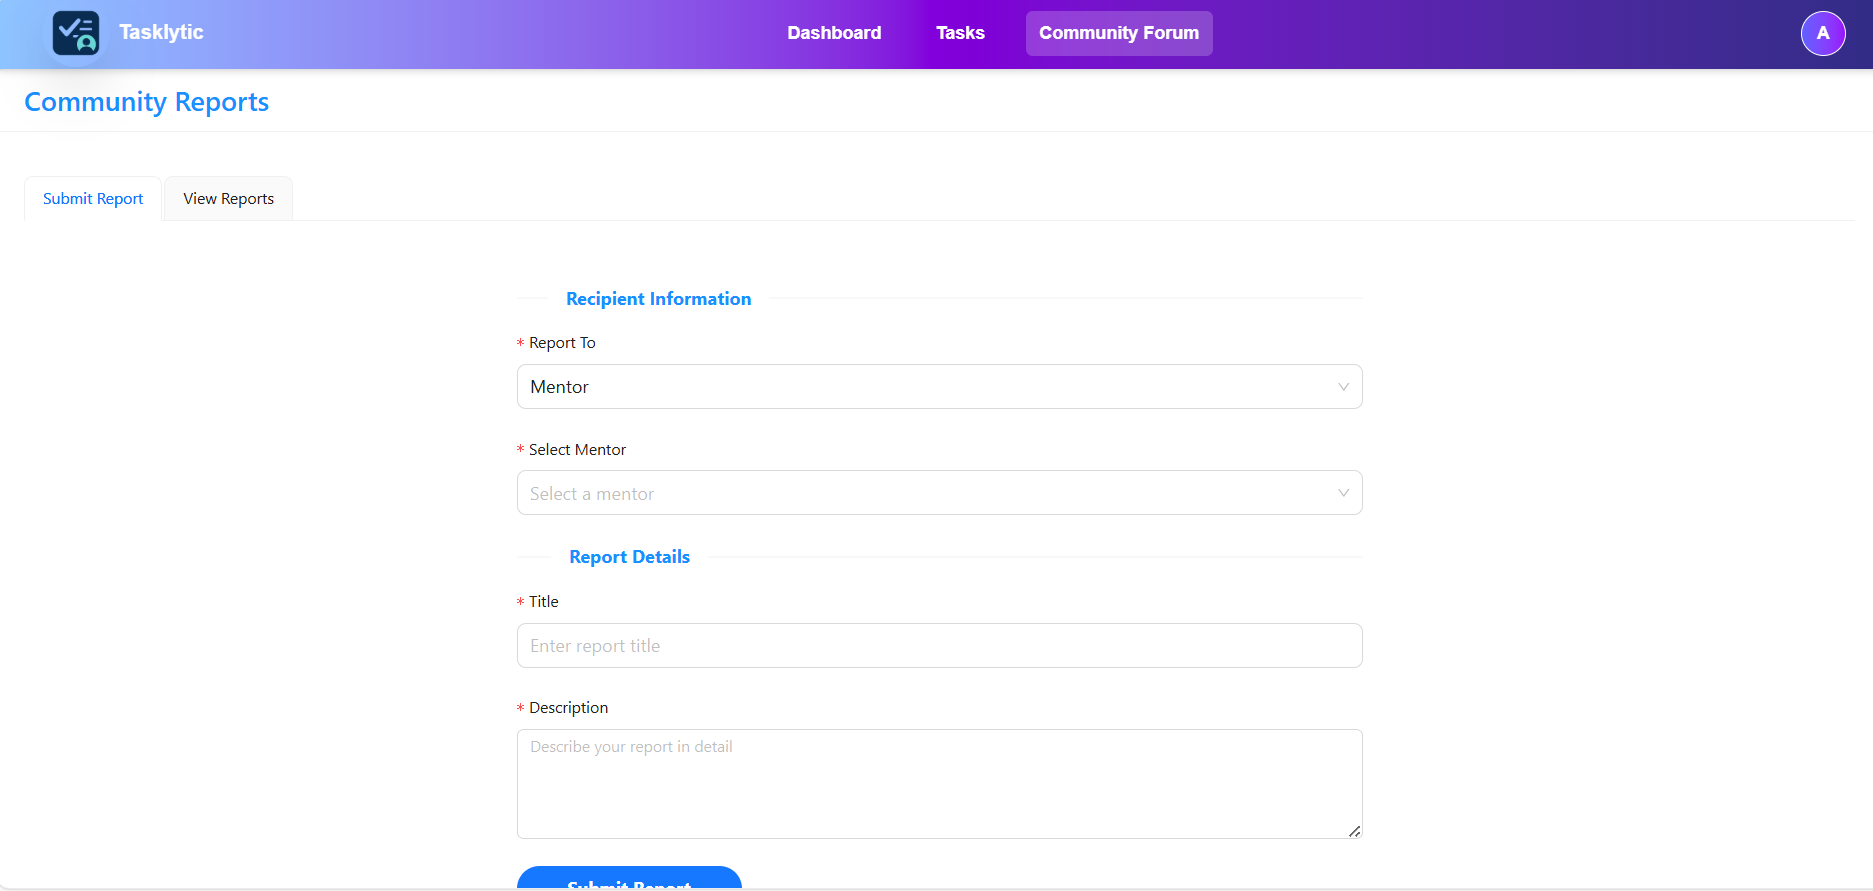 Tasklytic
Dashboard
Tasks
Community Forum
A
Community Reports
Submit Report
View Reports
Recipient Information
* Report To
Mentor
* Select Mentor
Select a mentor
Report Details
* Title
Enter report title
* Description
Describe your report in detail
Submit Report